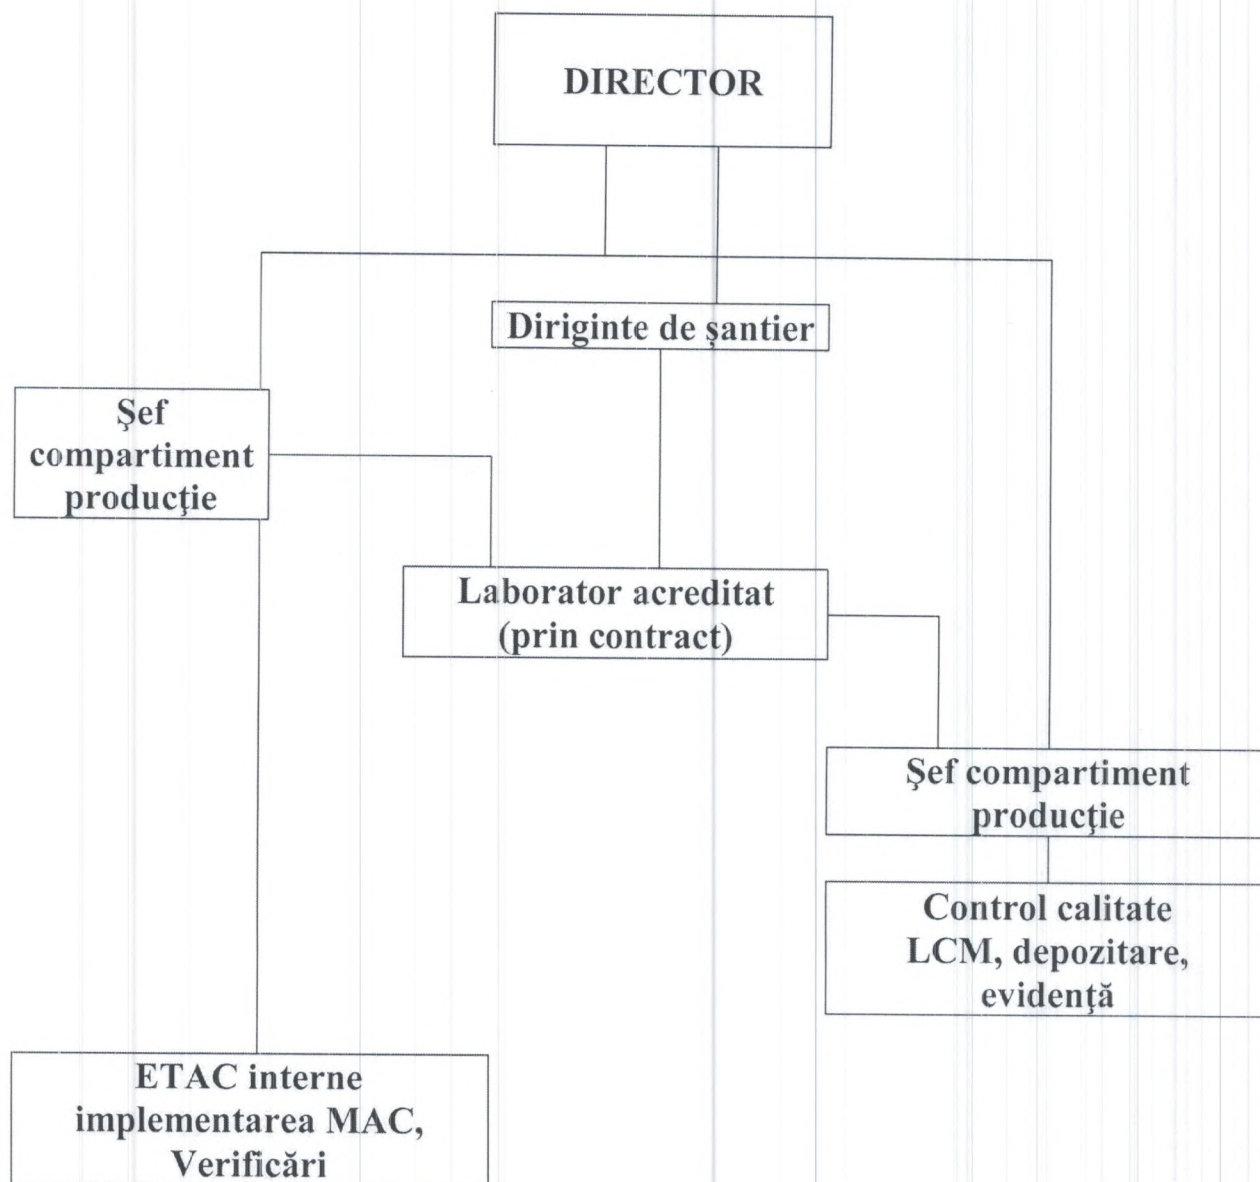 DIRECTOR
Diriginte de șantier
Şef
compartiment
producţie
Laborator acreditat
(prin contract)
Şef compartiment
producţie
Control calitate
LCM, depozitare,
evidenţă
ETAC interne
implementarea MAC,
Verificări